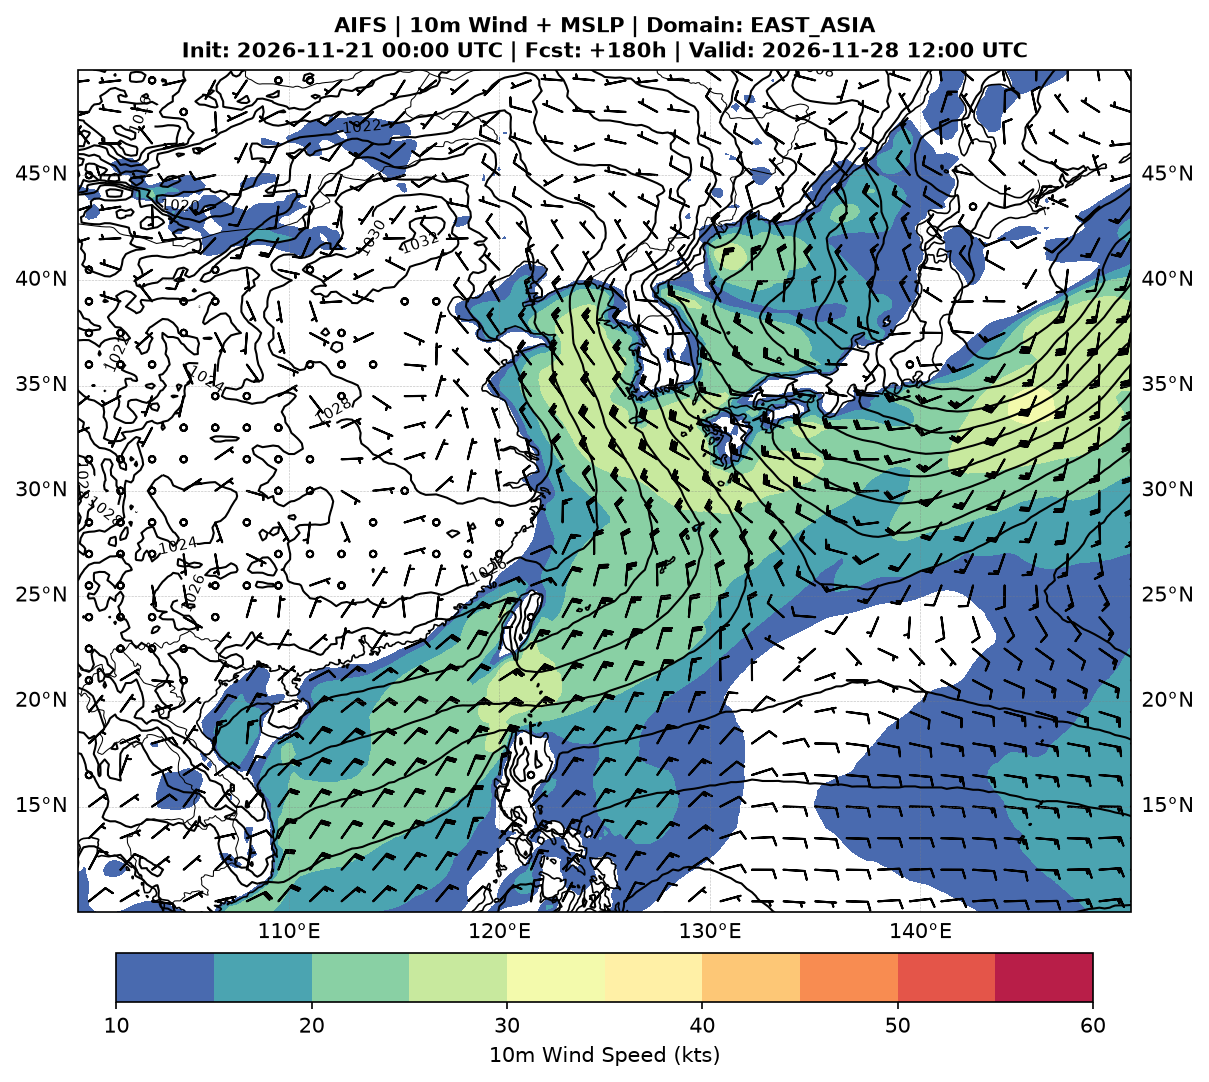 AIFS | 10m Wind + MSLP | Domain: EAST_ASIA
Init: 2026-11-21 00:00 UTC | Fcst: +180h | Valid: 2026-11-28 12:00 UTC
1022
1020
1030
1032
1024
1028
1024
1026
1026
45°N 45°N
40°N 40°N
35°N 35°N
30°N 30°N
25°N 25°N
20°N 20°N
15°N 15°N
110°E 120°E 130°E 140°E
10 20 30 40 50 60
10m Wind Speed (kts)